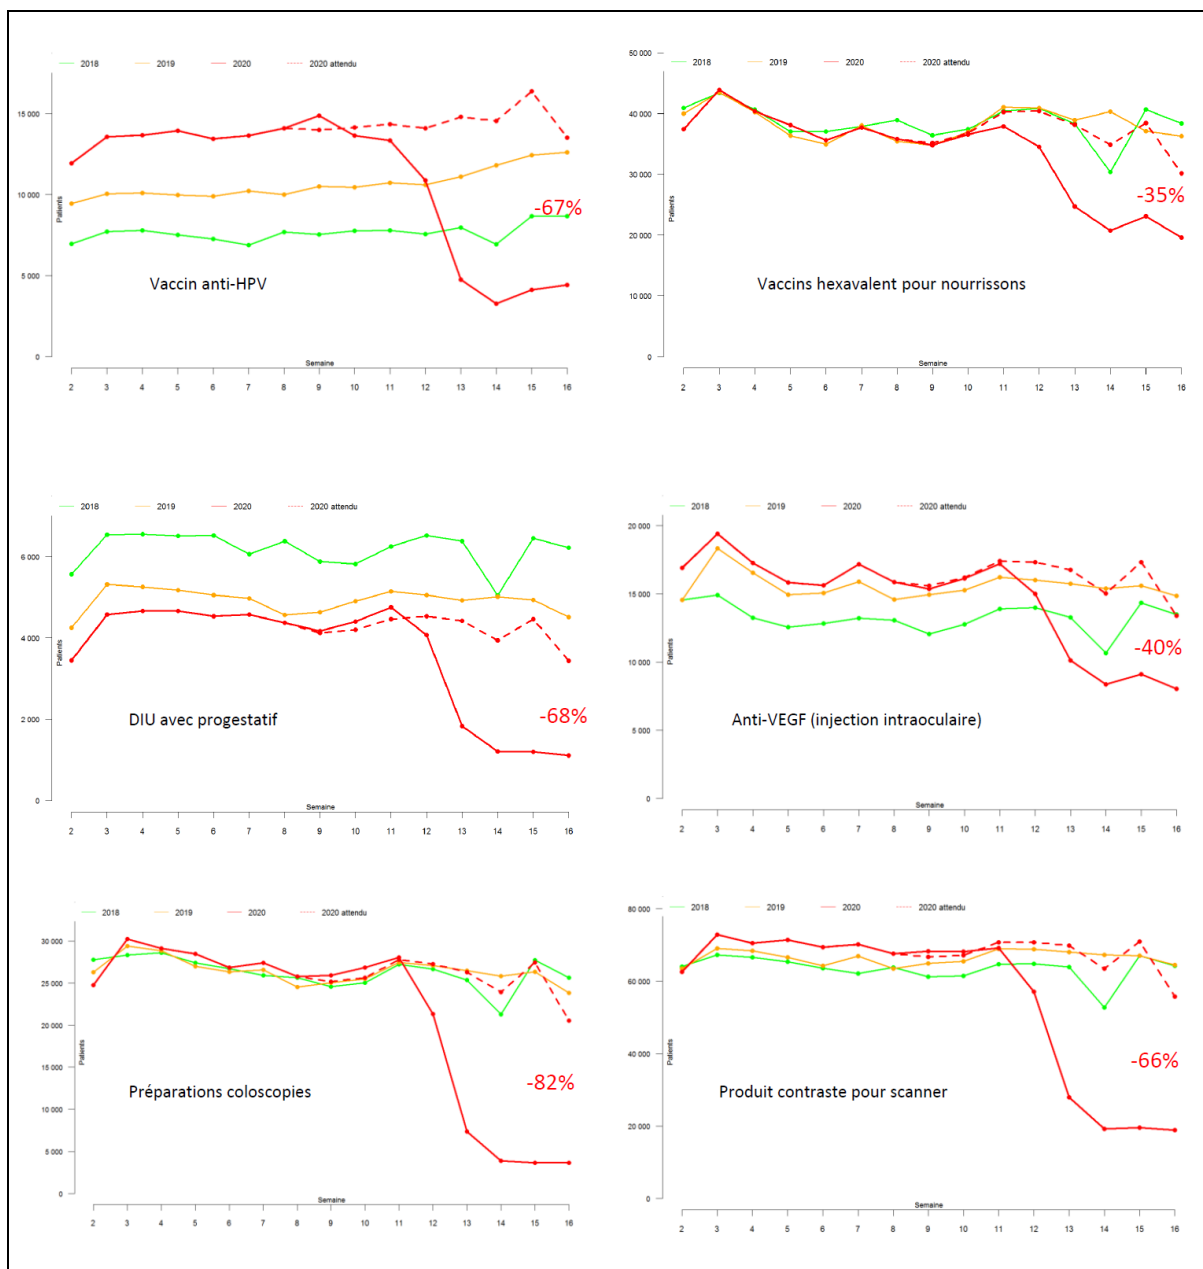 2018 2019 2020 2020 attendu
15 000
10 000
5 000
0
Patients
-67%
Vaccin anti-HPV
Semaine
2 3 4 5 6 7 8 9 10 11 12 13 14 15 16
50 000
2018 2019 2020 2020 attendu
40 000
30 000
20 000
10 000
0
Patients
-35%
Vaccins hexavalent pour nourrissons
Semaine
2 3 4 5 6 7 8 9 10 11 12 13 14 15 16
2018 2019 2020 2020 attendu
6 000
4 000
2 000
0
Patients
-68%
DIU avec progestatif
Semaine
2 3 4 5 6 7 8 9 10 11 12 13 14 15 16
2018 2019 2020 2020 attendu
20 000
15 000
10 000
5 000
0
Patients
-40%
Anti-VEGF (injection intraoculaire)
Semaine
2 3 4 5 6 7 8 9 10 11 12 13 14 15 16
2018 2019 2020 2020 attendu
30 000
25 000
20 000
15 000
10 000
5 000
0
Patients
-82%
Préparations coloscopies
Semaine
2 3 4 5 6 7 8 9 10 11 12 13 14 15 16
80 000
2018 2019 2020 2020 attendu
60 000
40 000
20 000
0
Patients
-66%
Produit contraste pour scanner
Semaine
2 3 4 5 6 7 8 9 10 11 12 13 14 15 16